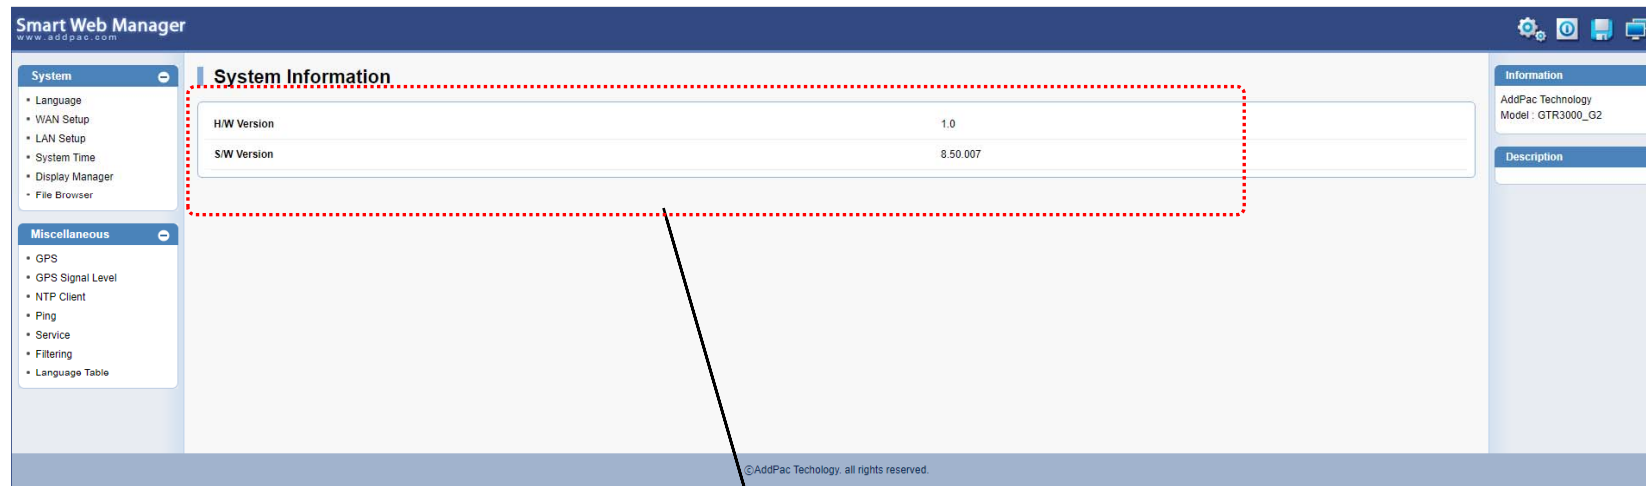 Smart Web Manager
www.addpac.com
System
Language
WAN Setup
LAN Setup
System Time
Display Manager
File Browser
Miscellaneous
GPS
GPS Signal Level
NTP Client
Ping
Service
Filtering
Language Table
System Information
H/W Version 1.0
S/W Version 8.50.007
Information
AddPac Technology
Model : GTR3000_G2
Description
ⓒAddPac Techology. all rights reserved.